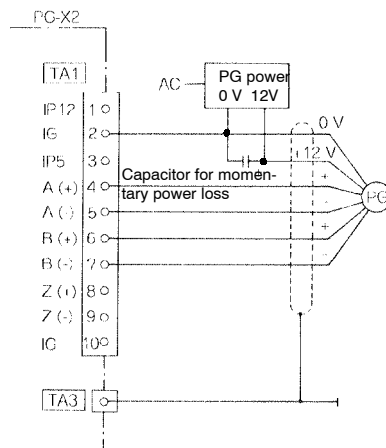 PG-X2
TA1
AC
PG power
0 V 12V
IP12 1
IG 2
0 V
IP5 3
+12 V
Capacitor for momen-
tary power loss
A (+) 4
+
A (-) 5
-
PG
B (+) 6
+
B (-) 7
-
Z (+) 8
Z (-) 9
IG 10
TA3